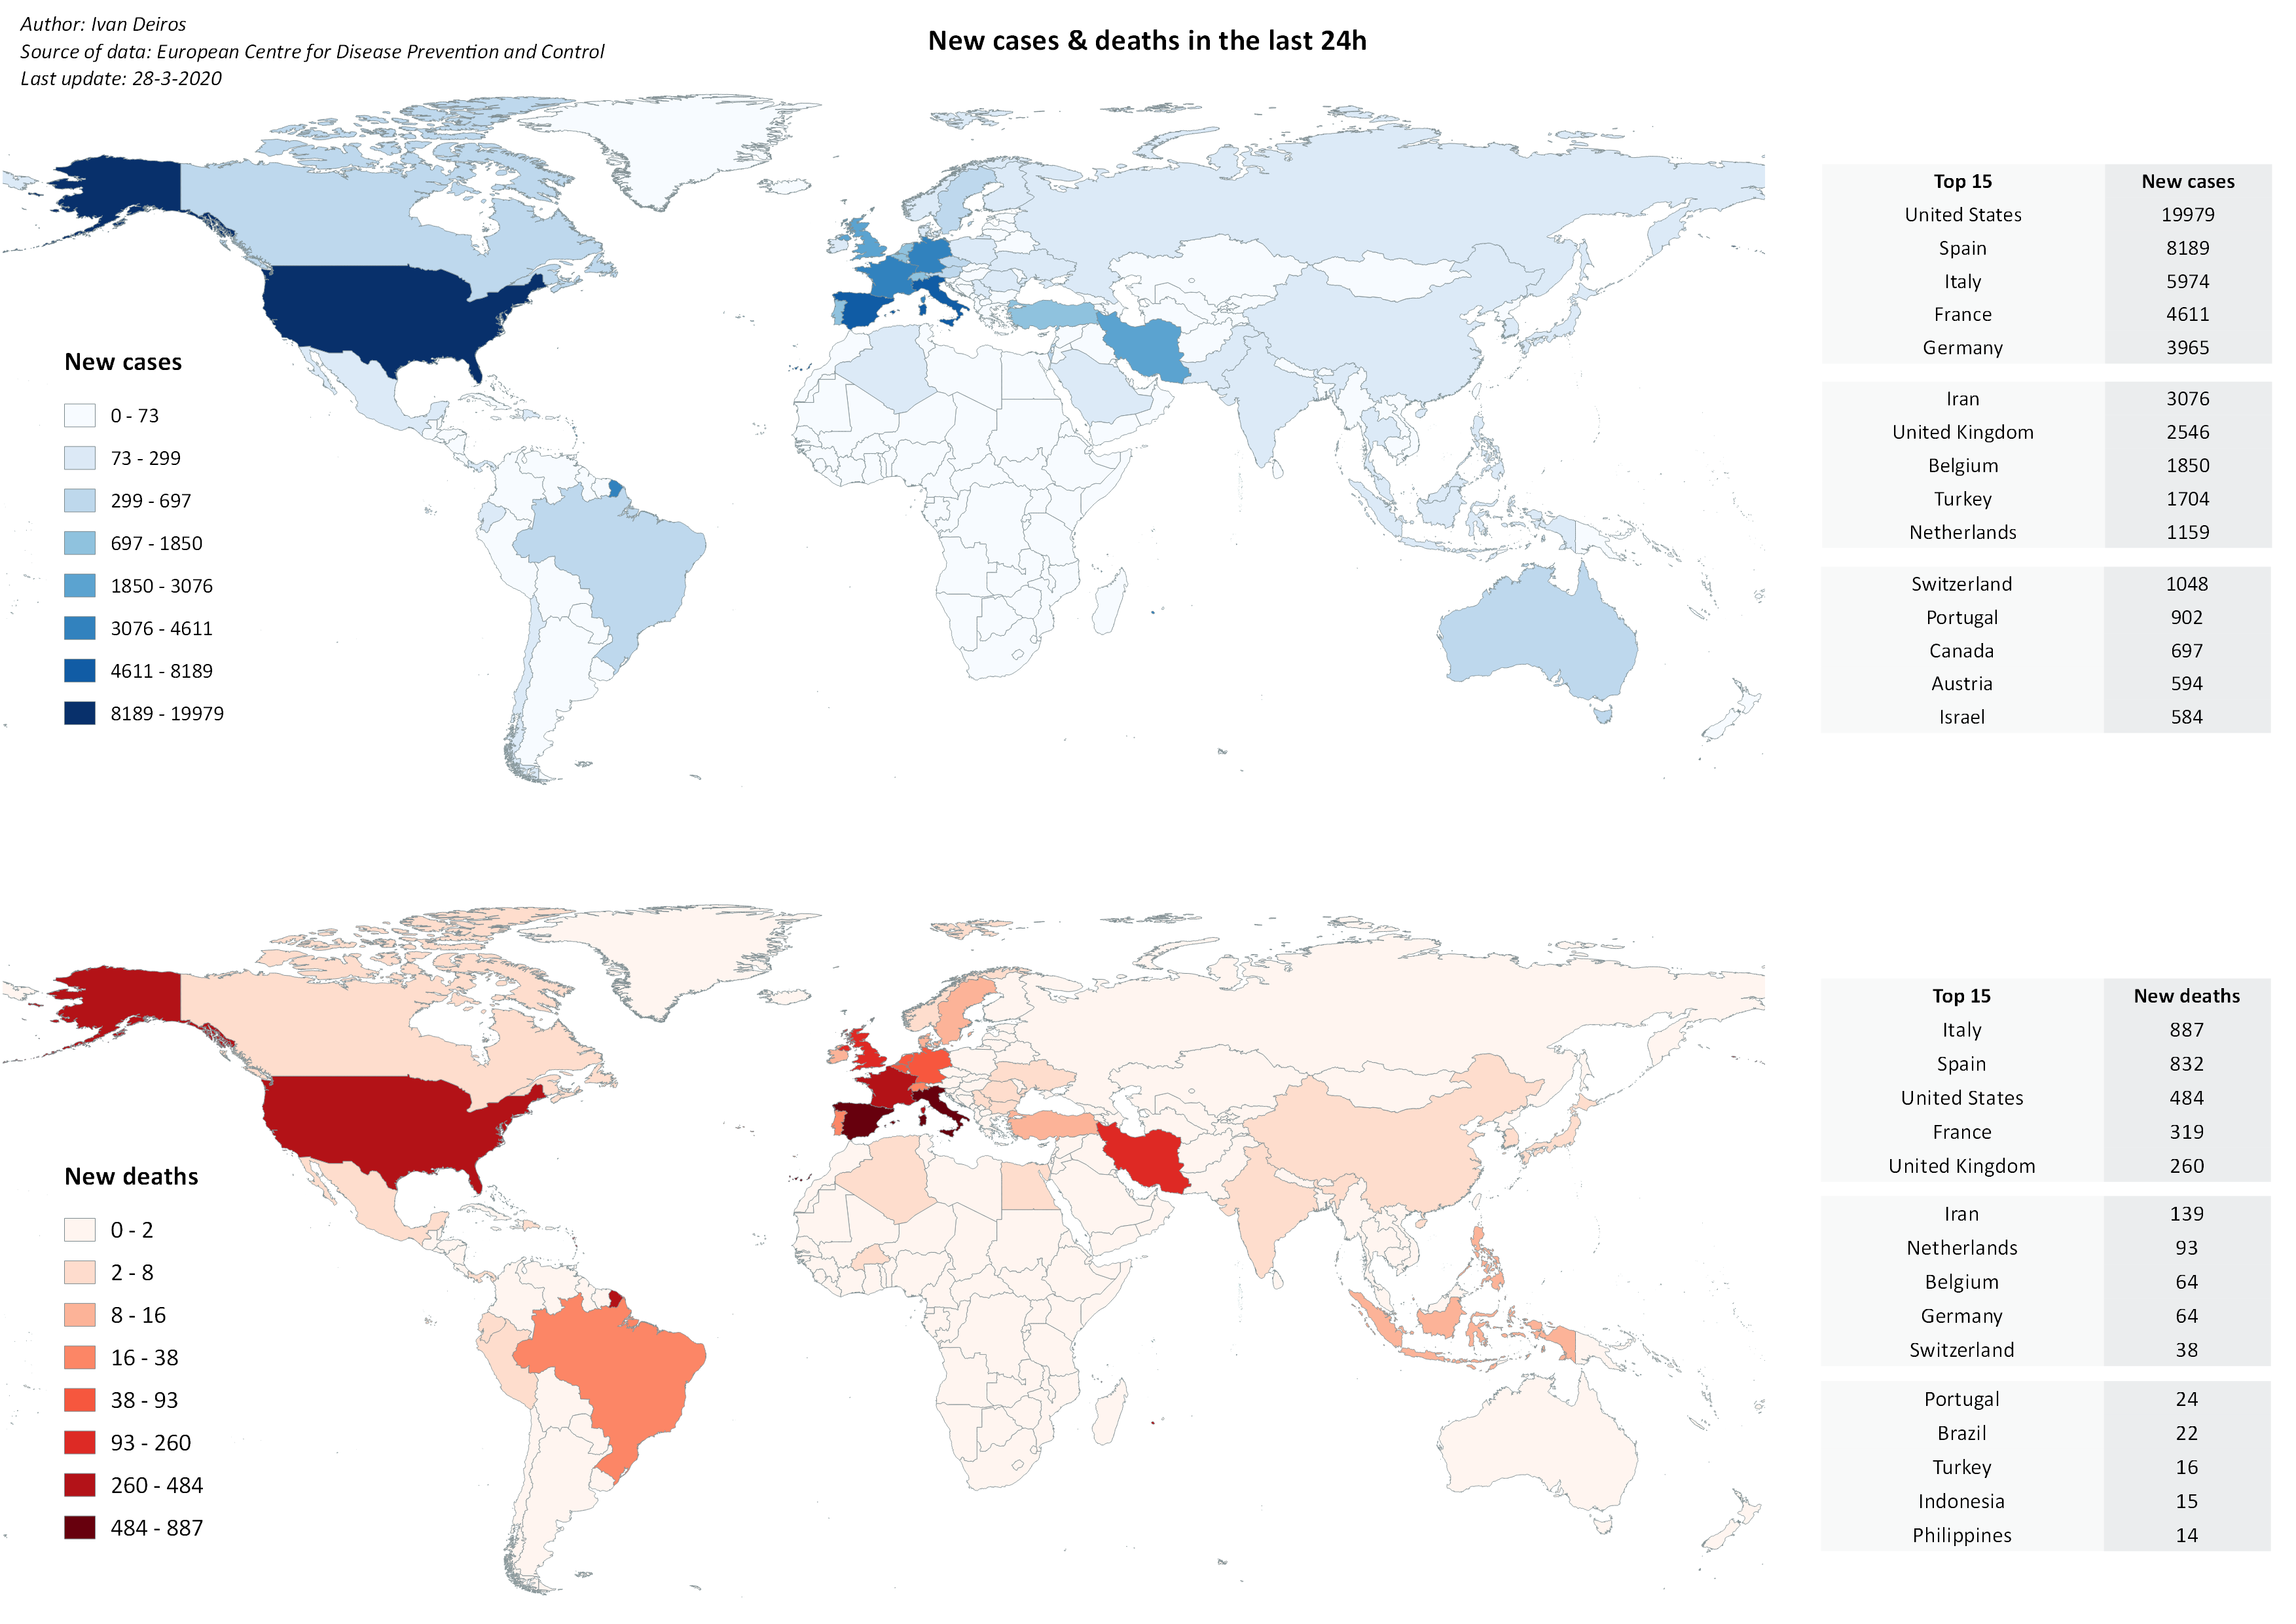 Author: Ivan Deiros
Source of data: European Centre for Disease Prevention and Control
Last update: 28-3-2020
New cases & deaths in the last 24h
New cases
0 - 73
73 - 299
299 - 697
697 - 1850
1850 - 3076
3076 - 4611
4611 - 8189
8189 - 19979
Top 15 New cases
United States 19979
Spain 8189
Italy 5974
France 4611
Germany 3965
Iran 3076
United Kingdom 2546
Belgium 1850
Turkey 1704
Netherlands 1159
Switzerland 1048
Portugal 902
Canada 697
Austria 594
Israel 584
New deaths
0 - 2
2 - 8
8 - 16
16 - 38
38 - 93
93 - 260
260 - 484
484 - 887
Top 15 New deaths
Italy 887
Spain 832
United States 484
France 319
United Kingdom 260
Iran 139
Netherlands 93
Belgium 64
Germany 64
Switzerland 38
Portugal 24
Brazil 22
Turkey 16
Indonesia 15
Philippines 14